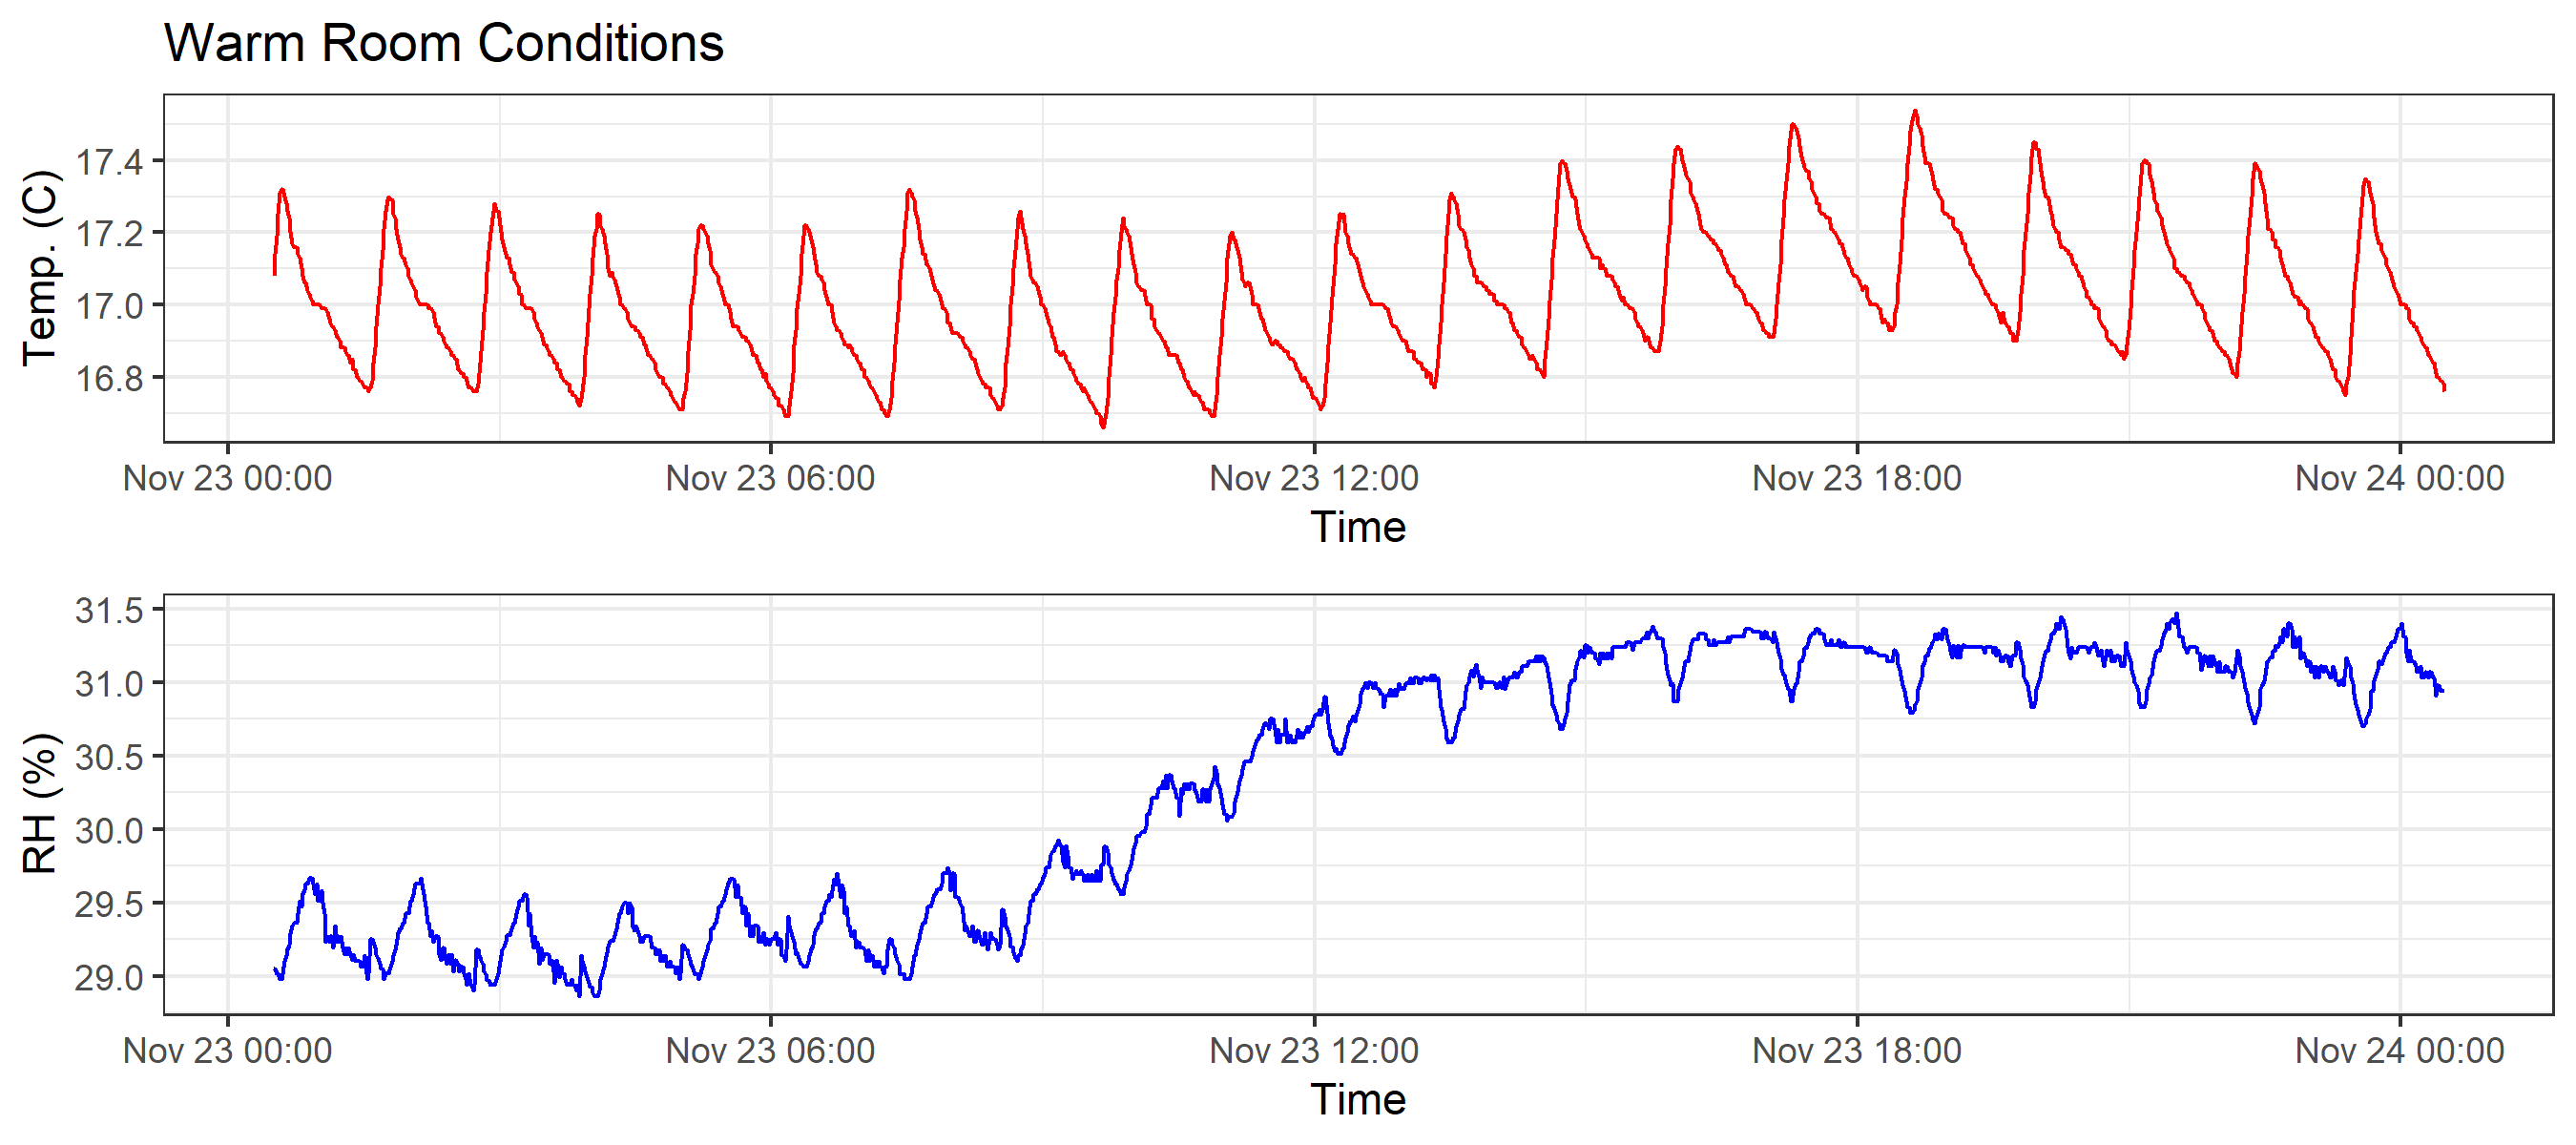 Warm Room Conditions
Temp. (C)
17.4
17.2
17.0
16.8
Nov 23 00:00 Nov 23 06:00 Nov 23 12:00 Nov 23 18:00 Nov 24 00:00
Time
RH (%)
31.5
31.0
30.5
30.0
29.5
29.0
Nov 23 00:00 Nov 23 06:00 Nov 23 12:00 Nov 23 18:00 Nov 24 00:00
Time